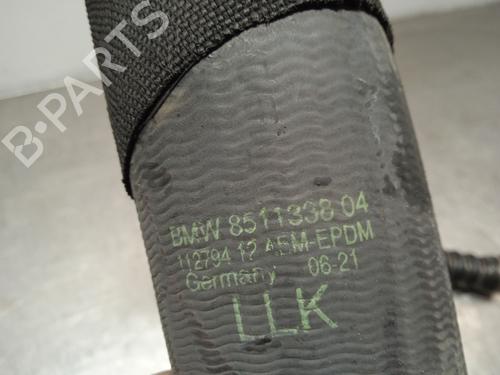 B·PARTS
BMW 8511338 04
112794 12 AEM-EPDM
Germany 06-21
LLK